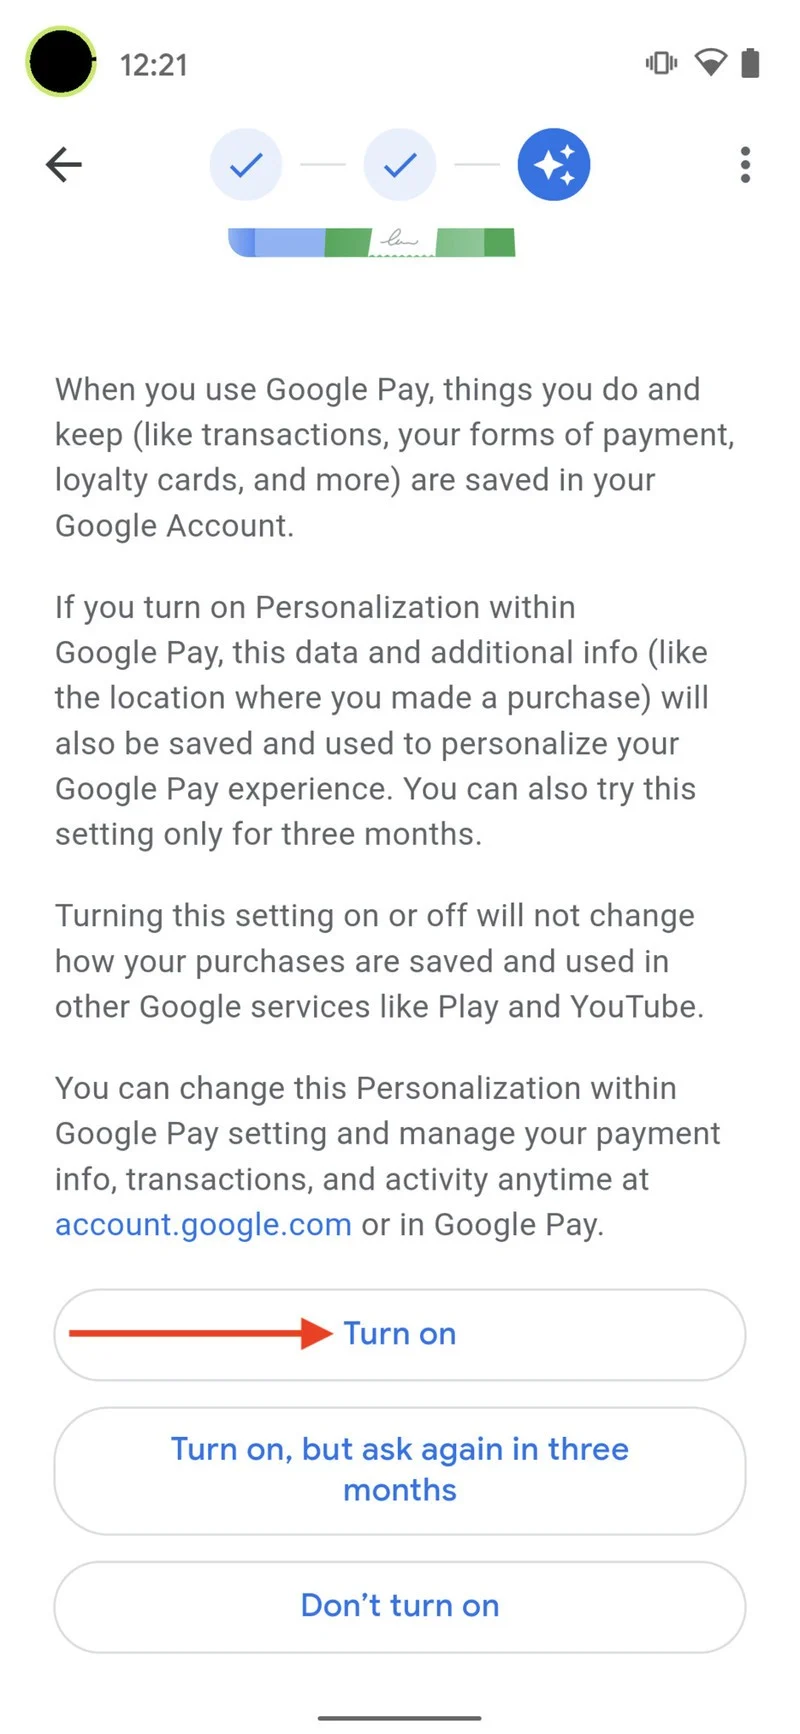 12:21
When you use Google Pay, things you do and
keep (like transactions, your forms of payment,
loyalty cards, and more) are saved in your
Google Account.
If you turn on Personalization within
Google Pay, this data and additional info (like
the location where you made a purchase) will
also be saved and used to personalize your
Google Pay experience. You can also try this
setting only for three months.
Turning this setting on or off will not change
how your purchases are saved and used in
other Google services like Play and YouTube.
You can change this Personalization within
Google Pay setting and manage your payment
info, transactions, and activity anytime at
account.google.com or in Google Pay.
Turn on
Turn on, but ask again in three
months
Don’t turn on